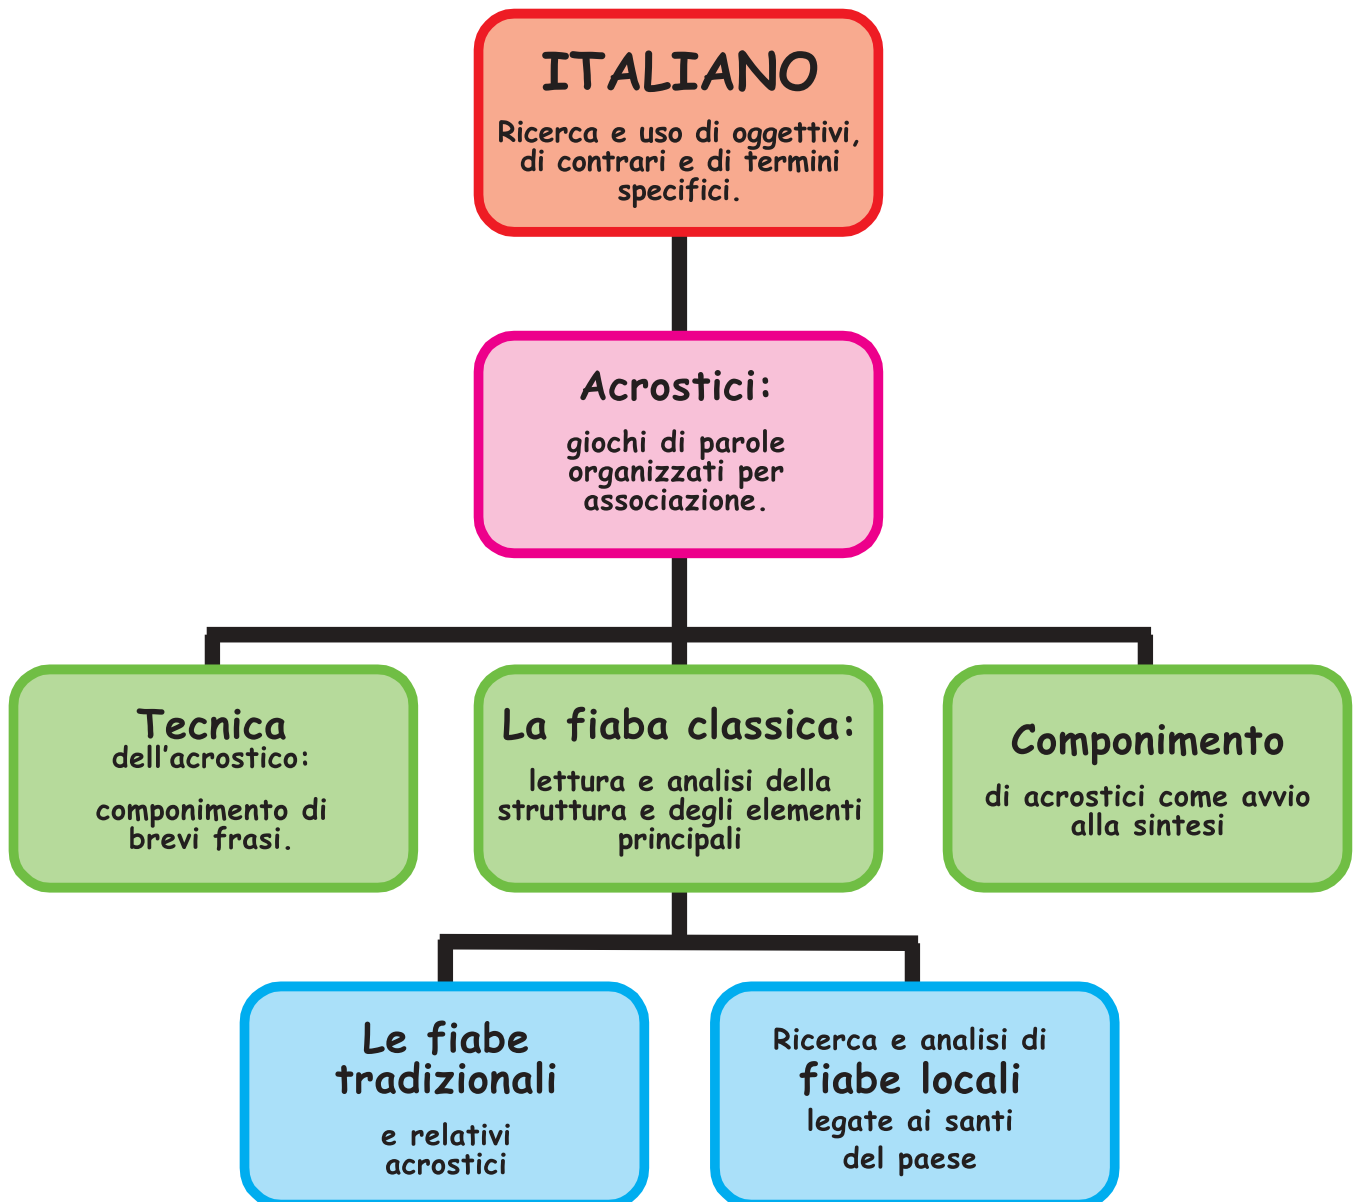 ITALIANO
Ricerca e uso di oggettivi,
di contrari e di termini
specifici.
Acrostici:
giochi di parole
organizzati per
associazione.
Tecnica
dell'acrostico:
componimento di
brevi frasi.
La fiaba classica:
lettura e analisi della
struttura e degli elementi
principali
Componimento
di acrostici come avvio
alla sintesi
Le fiabe
tradizionali
e relativi
acrostici
Ricerca e analisi di
fiabe locali
legate ai santi
del paese